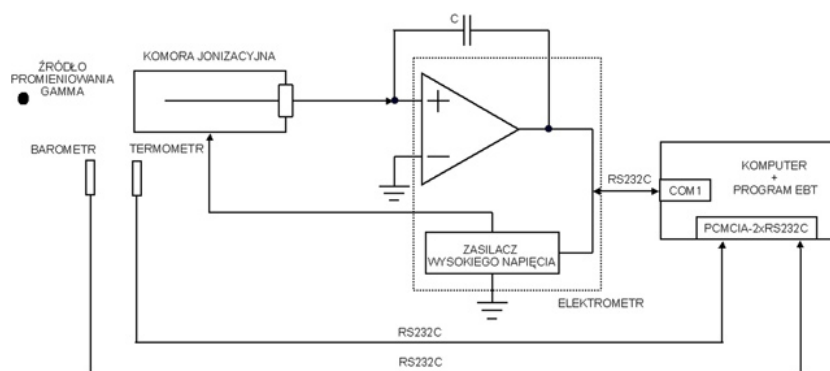 C
ŹRÓDŁO
PROMIENIOWANIA
GAMMA
KOMORA JONIZACYJNA
BAROMETR
TERMOMETR
RS232C
COM1
KOMPUTER
+
PROGRAM EBT
PCMCIA-2xRS232C
ZASILACZ
WYSOKIEGO NAPIĘCIA
ELEKTROMETR
RS232C
RS232C